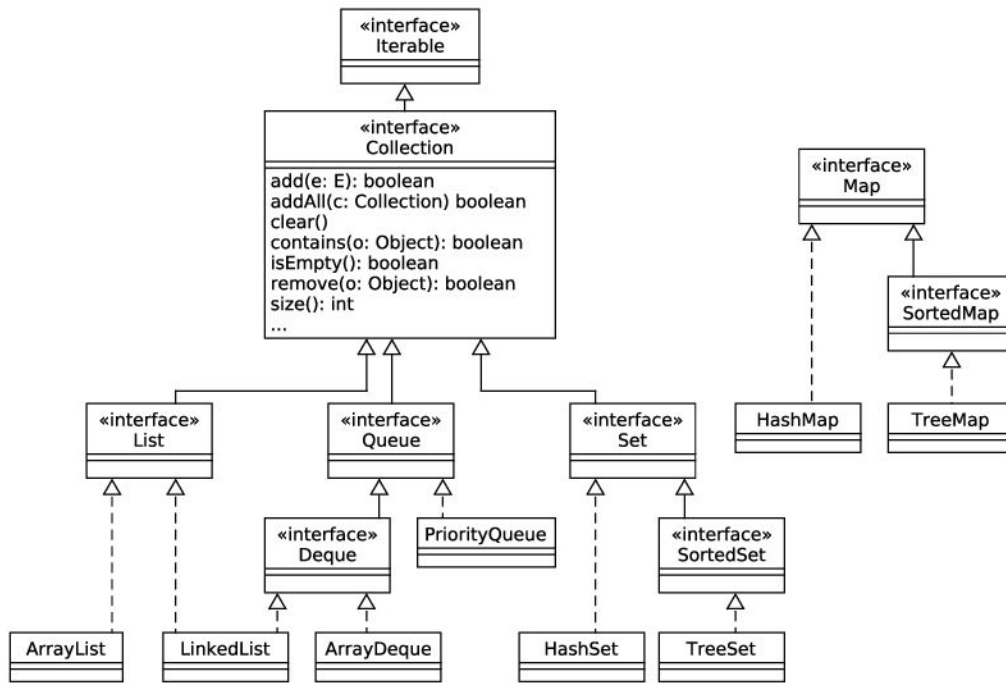 «interface»
Iterable
«interface»
Collection
add(e: E): boolean
addAll(c: Collection) boolean
clear()
contains(o: Object): boolean
isEmpty(): boolean
remove(o: Object): boolean
size(): int
...
«interface»
Map
«interface»
SortedMap
HashMap
TreeMap
«interface»
List
«interface»
Queue
«interface»
Set
«interface»
Deque
PriorityQueue
«interface»
SortedSet
ArrayList
LinkedList
ArrayDeque
HashSet
TreeSet